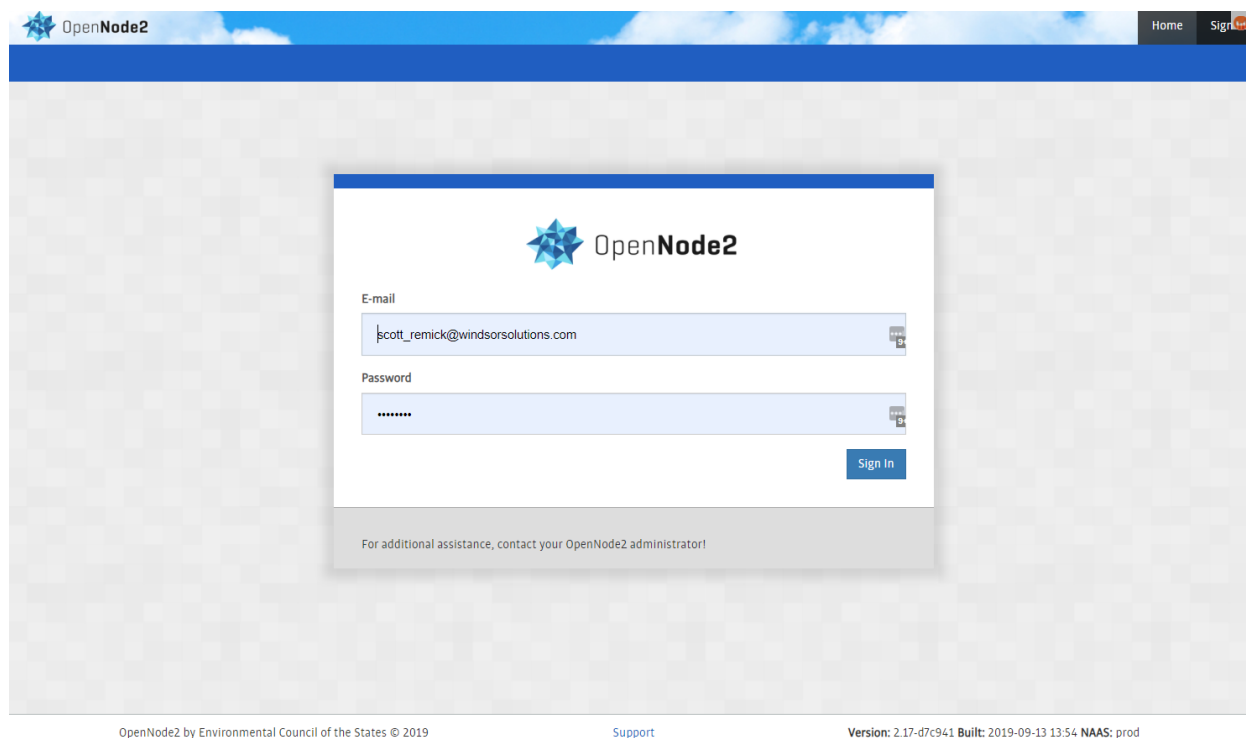 OpenNode2
Home
Sign
OpenNode2
E-mail
scott_remick@windsorsolutions.com
Password
••••••••
Sign In
For additional assistance, contact your OpenNode2 administrator!
OpenNode2 by Environmental Council of the States © 2019
Support
Version: 2.17-d7c941 Built: 2019-09-13 13:54 NAAS: prod